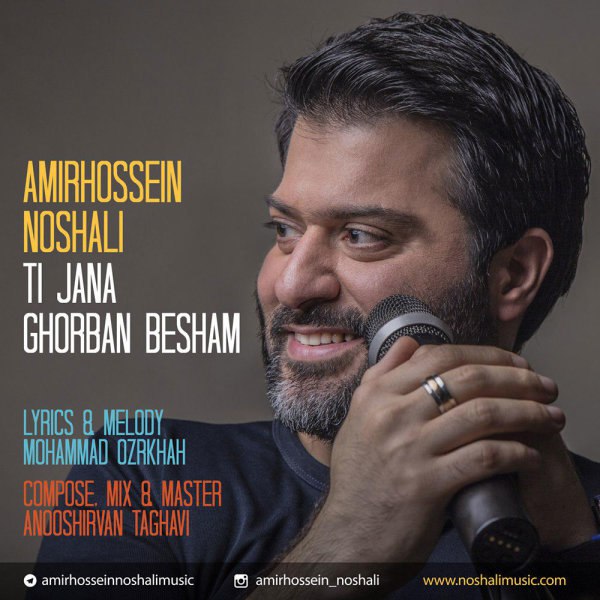 AMIRHOSSEIN
NOSHALI
TI JANA
GHORBAN BESHAM
LYRICS & MELODY
MOHAMMAD OZRKHAH
COMPOSE, MIX & MASTER
ANOOSHIRVAN TAGHAVI
amirhosseinnoshalimusic amirhossein_noshali www.noshalimusic.com